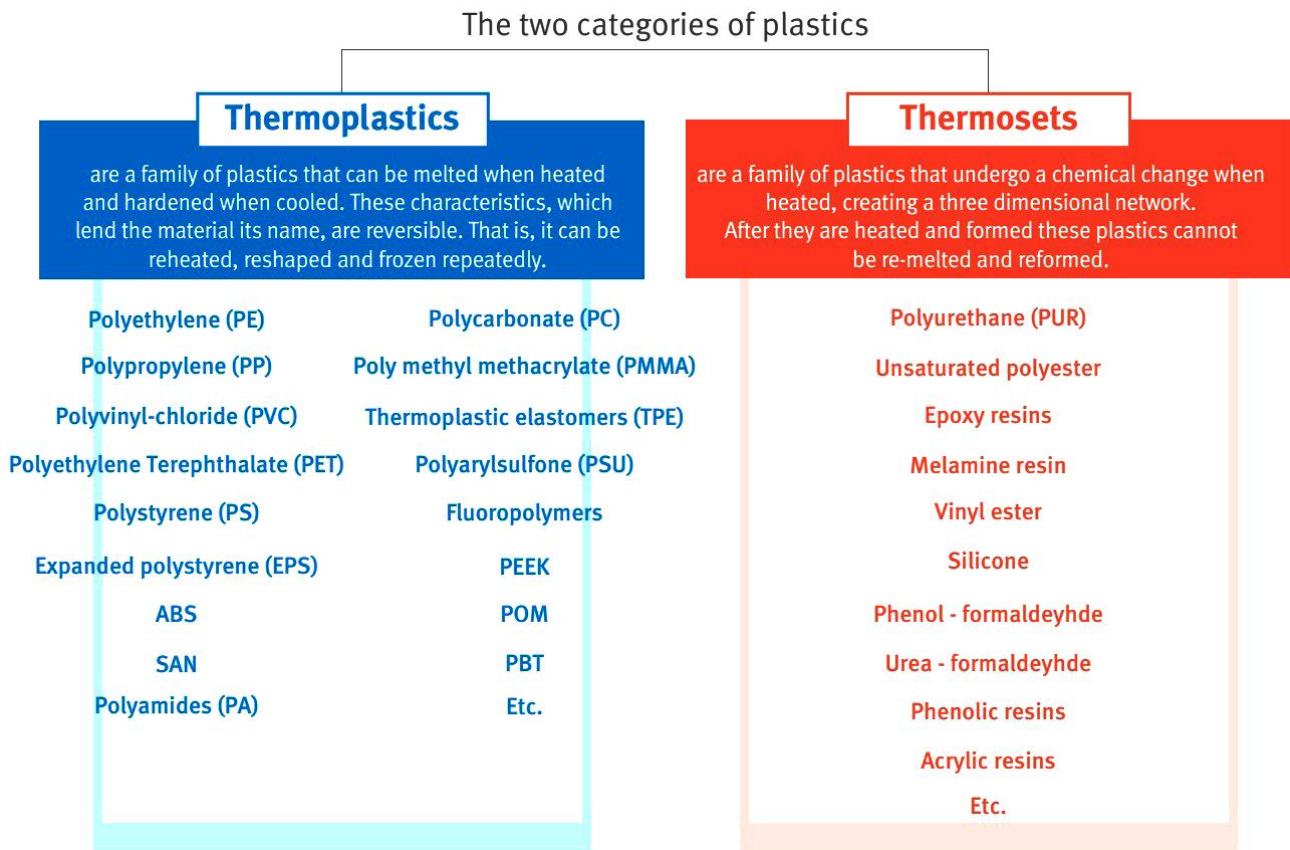 The two categories of plastics
Thermoplastics
are a family of plastics that can be melted when heated
and hardened when cooled. These characteristics, which
lend the material its name, are reversible. That is, it can be
reheated, reshaped and frozen repeatedly.
Polyethylene (PE)
Polypropylene (PP)
Polyvinyl-chloride (PVC)
Polyethylene Terephthalate (PET)
Polystyrene (PS)
Expanded polystyrene (EPS)
ABS
SAN
Polyamides (PA)
Polycarbonate (PC)
Poly methyl methacrylate (PMMA)
Thermoplastic elastomers (TPE)
Polyarylsulfone (PSU)
Fluoropolymers
PEEK
POM
PBT
Etc.
Thermosets
are a family of plastics that undergo a chemical change when
heated, creating a three dimensional network.
After they are heated and formed these plastics cannot
be re-melted and reformed.
Polyurethane (PUR)
Unsaturated polyester
Epoxy resins
Melamine resin
Vinyl ester
Silicone
Phenol - formaldeyhde
Urea - formaldeyhde
Phenolic resins
Acrylic resins
Etc.